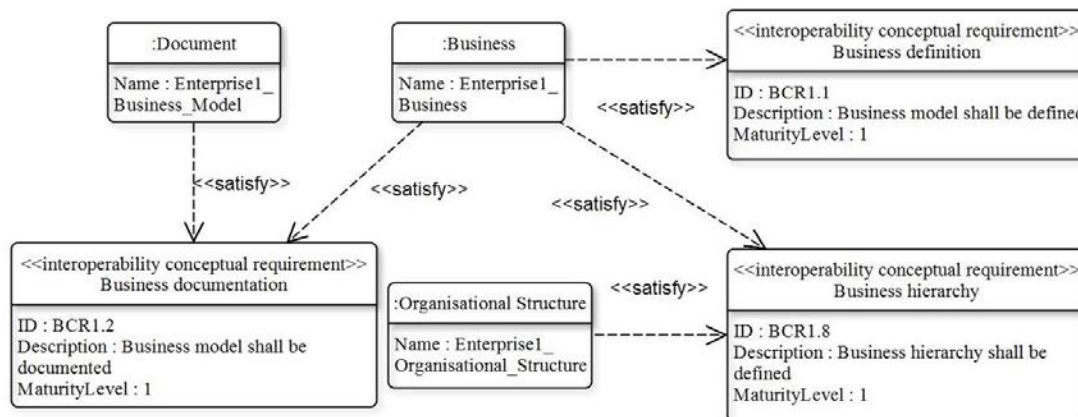 :Document
Name : Enterprise1_
Business_Model
:Business
Name : Enterprise1_
Business
<<interoperability conceptual requirement>>
Business definition
ID : BCR1.1
Description : Business model shall be defined
MaturityLevel : 1
<<satisfy>>
<<satisfy>>
<<satisfy>>
<<satisfy>>
<<interoperability conceptual requirement>>
Business documentation
ID : BCR1.2
Description : Business model shall be
documented
MaturityLevel : 1
:Organisational Structure
Name : Enterprise1_
Organisational_Structure
<<satisfy>>
<<interoperability conceptual requirement>>
Business hierarchy
ID : BCR1.8
Description : Business hierarchy shall be
defined
MaturityLevel : 1